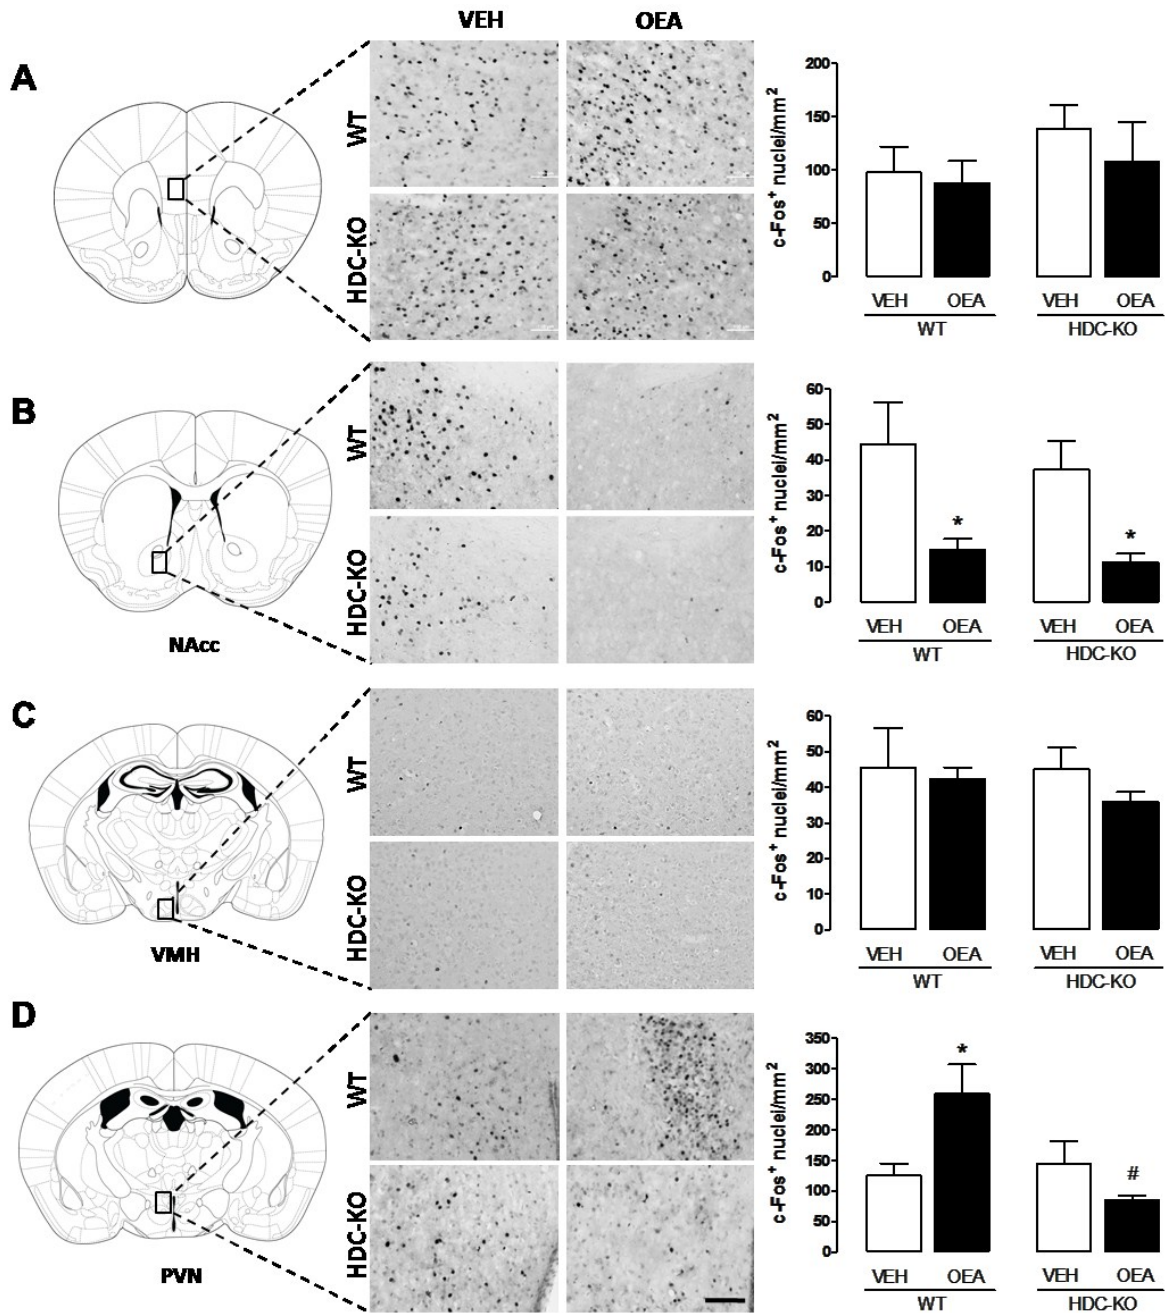 VEH OEA
A
WT
HDC-KO
c-Fos⁺ nuclei/mm²
200
150
100
50
0
VEH OEA VEH OEA
WT HDC-KO
B
NAcc
WT
HDC-KO
c-Fos⁺ nuclei/mm²
60
50
40
30
20
10
0
* *
VEH OEA VEH OEA
WT HDC-KO
C
VMH
WT
HDC-KO
c-Fos⁺ nuclei/mm²
60
50
40
30
20
10
0
VEH OEA VEH OEA
WT HDC-KO
D
PVN
WT
HDC-KO
c-Fos⁺ nuclei/mm²
350
300
250
200
150
100
50
0
* #
VEH OEA VEH OEA
WT HDC-KO